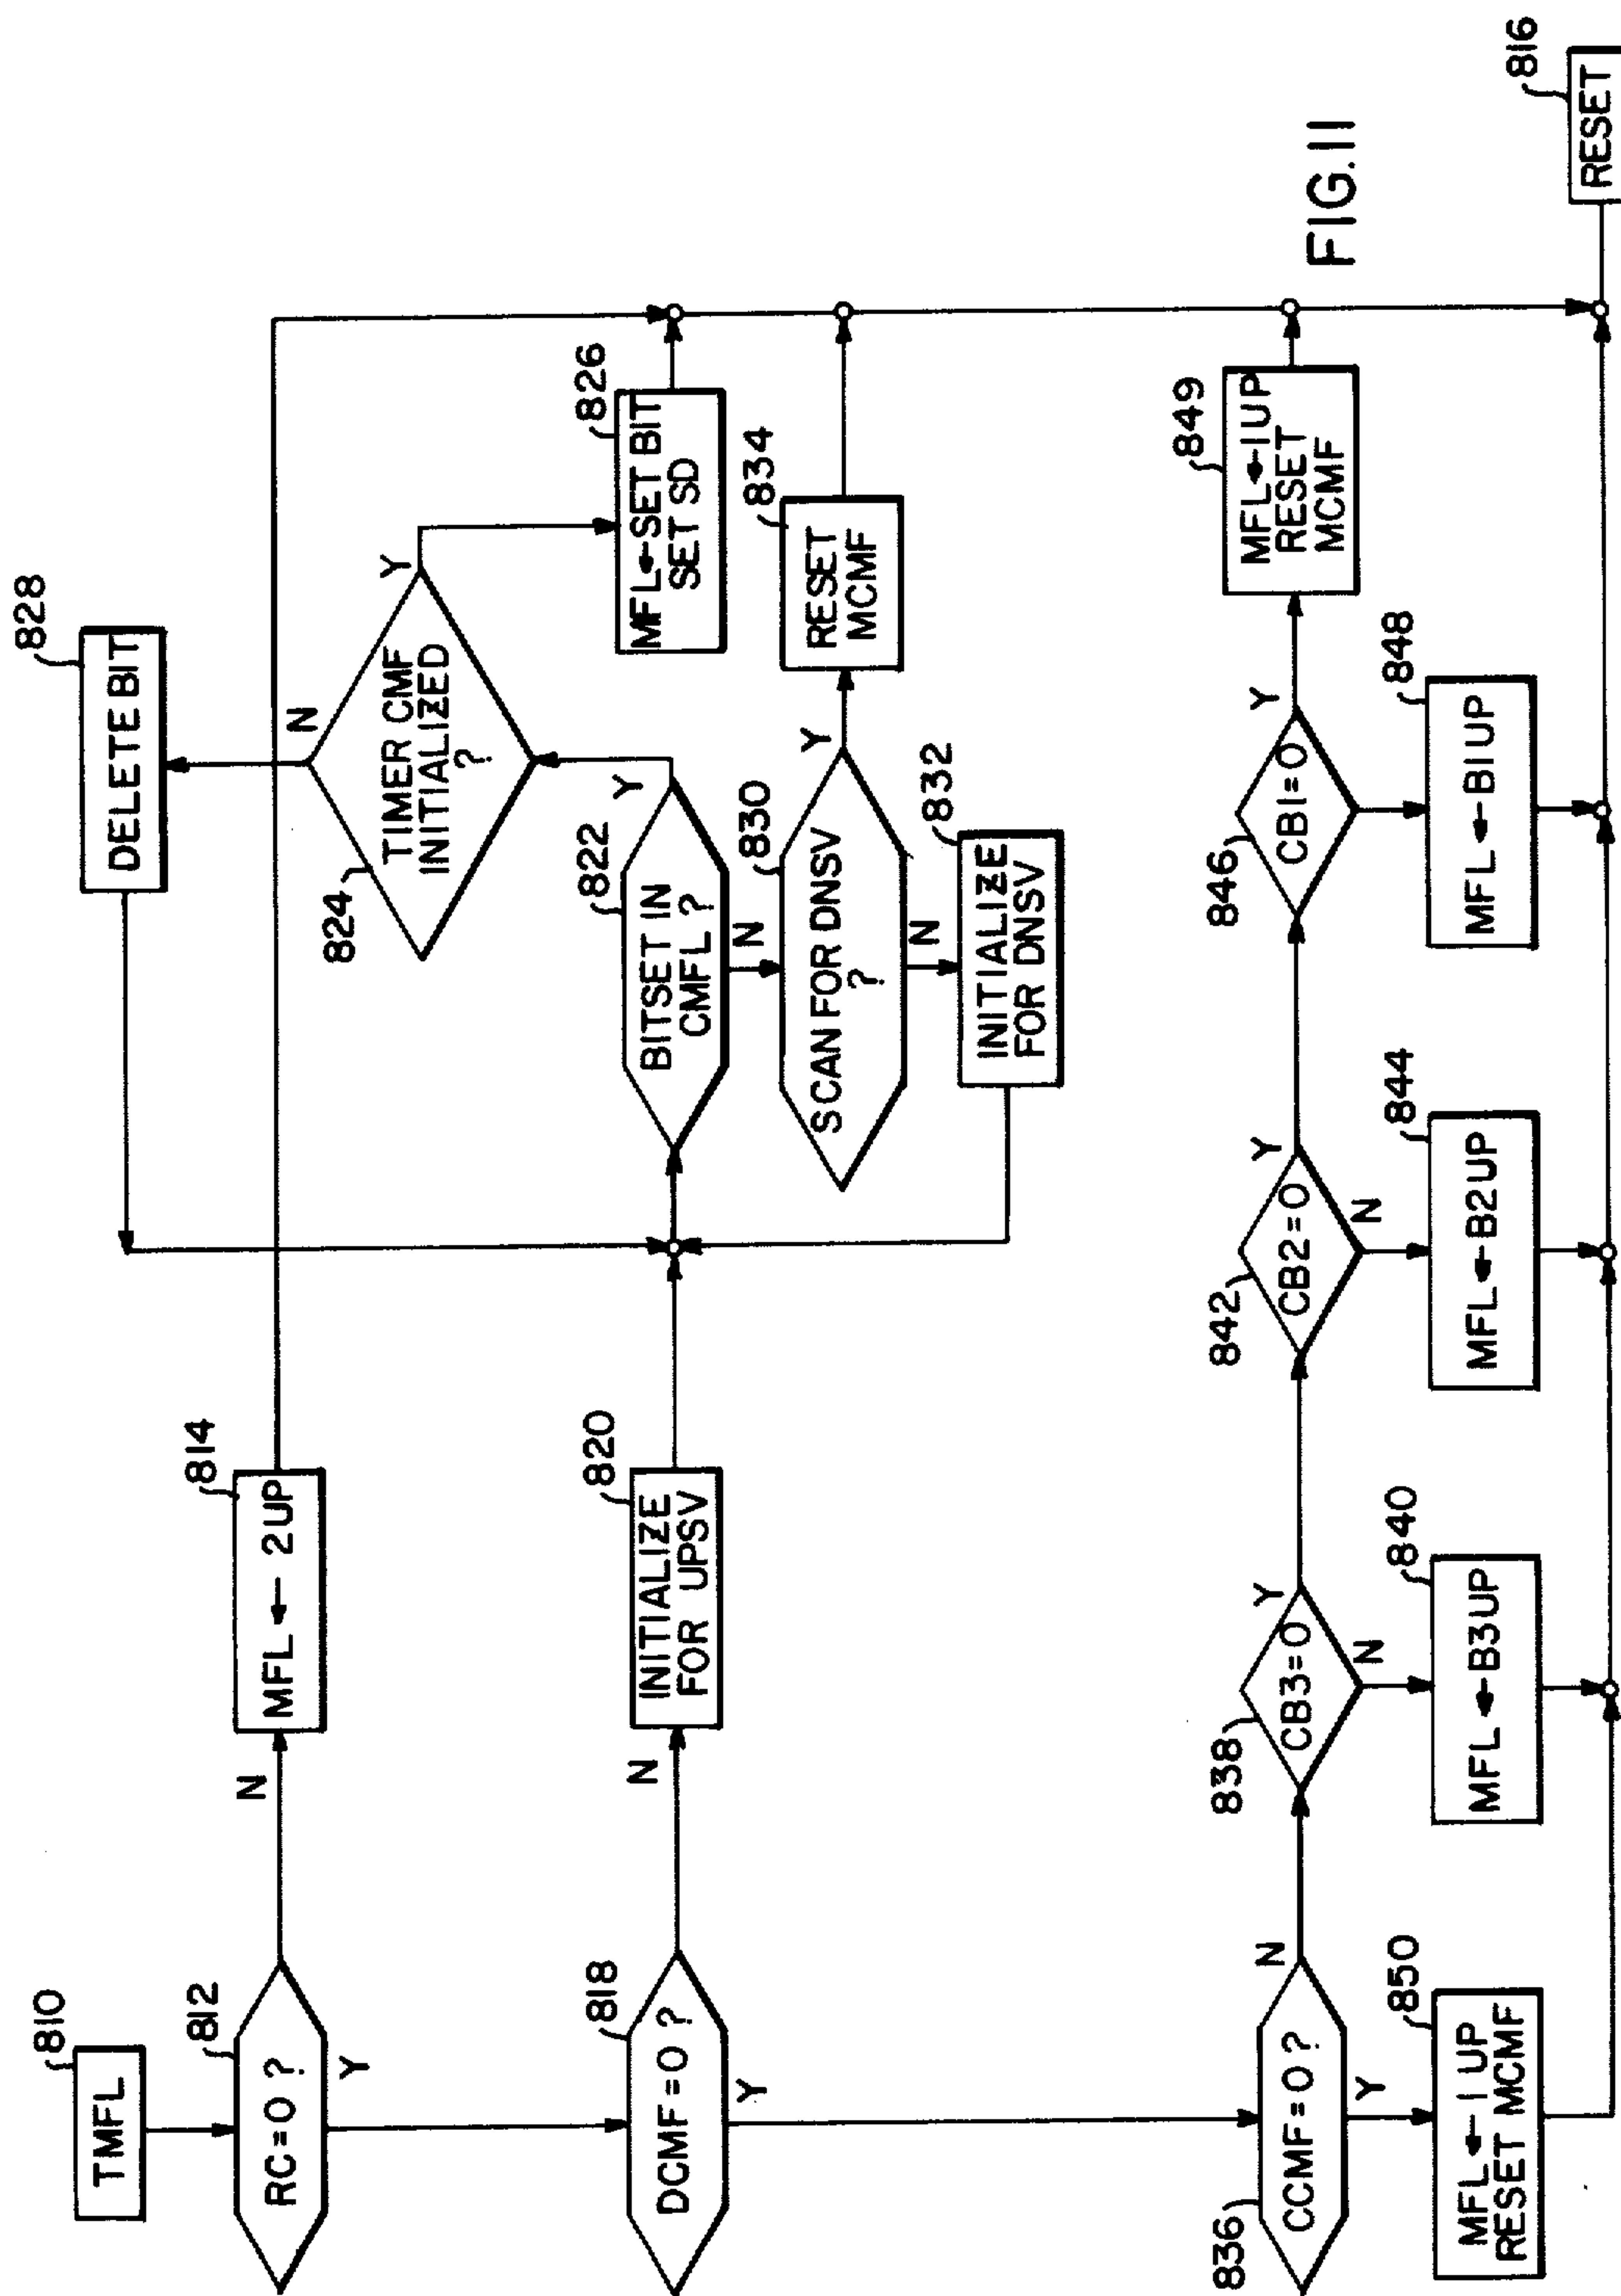 810
TMFL
812
RC=0 ?
N
Y
814
MFL ← 2UP
818
DCMF=0 ?
N
Y
820
INITIALIZE
FOR UPSV
828
DELETE BIT
824
TIMER CMF
INITIALIZED
?
N
Y
826
MFL←SET BIT
SET SD
822
BITSET IN
CMFL ?
Y
N
830
SCAN FOR DNSV
?
Y
N
834
RESET
MCMF
832
INITIALIZE
FOR DNSV
836
CCMF=0 ?
N
Y
850
MFL←1 UP
RESET MCMF
838
CB3=0
Y
N
840
MFL←B3UP
842
CB2=0
Y
N
844
MFL←B2UP
846
CB1=0
Y
848
MFL←B1UP
849
MFL←1UP
RESET
MCMF
816
RESET
FIG.11